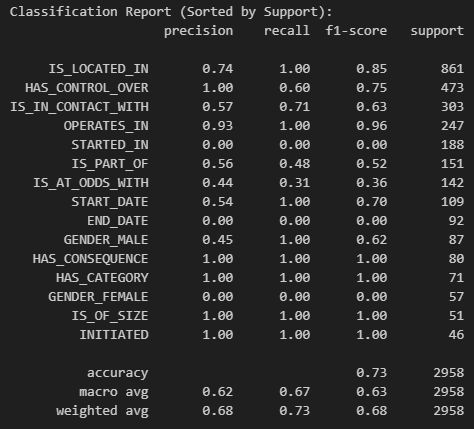 Classification Report (Sorted by Support):
precision recall f1-score support
IS_LOCATED_IN 0.74 1.00 0.85 861
HAS_CONTROL_OVER 1.00 0.60 0.75 473
IS_IN_CONTACT_WITH 0.57 0.71 0.63 303
OPERATES_IN 0.93 1.00 0.96 247
STARTED_IN 0.00 0.00 0.00 188
IS_PART_OF 0.56 0.48 0.52 151
IS_AT_ODDS_WITH 0.44 0.31 0.36 142
START_DATE 0.54 1.00 0.70 109
END_DATE 0.00 0.00 0.00 92
GENDER_MALE 0.45 1.00 0.62 87
HAS_CONSEQUENCE 1.00 1.00 1.00 80
HAS_CATEGORY 1.00 1.00 1.00 71
GENDER_FEMALE 0.00 0.00 0.00 57
IS_OF_SIZE 1.00 1.00 1.00 51
INITIATED 1.00 1.00 1.00 46
accuracy 0.73 2958
macro avg 0.62 0.67 0.63 2958
weighted avg 0.68 0.73 0.68 2958